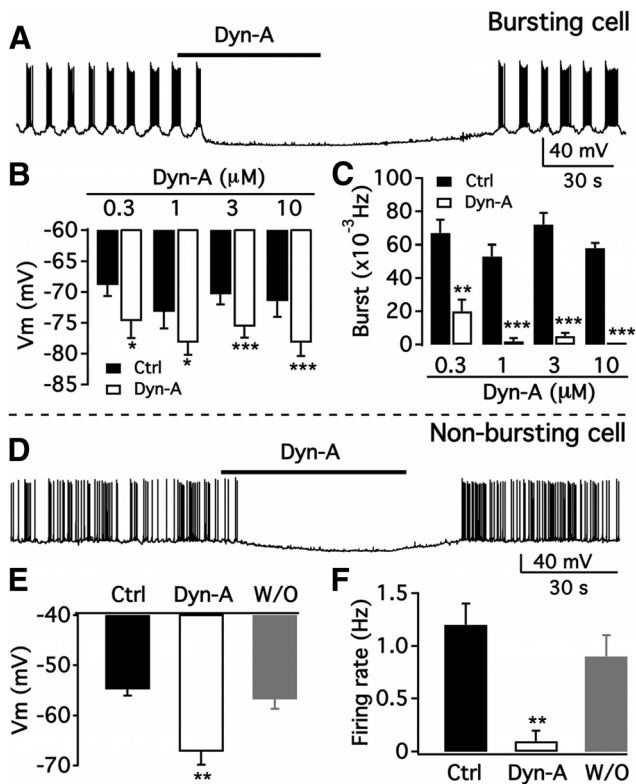 A
Dyn-A
Bursting cell
40 mV
30 s
B
Dyn-A (μM)
0.3 1 3 10
-60
-65
-70
-75
-80
-85
Vm (mV)
* * *** ***
Ctrl
Dyn-A
C
Ctrl
Dyn-A
100
80
60
40
20
0
Burst (x10⁻³Hz)
** *** *** ***
0.3 1 3 10
Dyn-A (μM)
Non-bursting cell
D
Dyn-A
40 mV
30 s
E
Ctrl Dyn-A W/O
-40
-50
-60
-70
Vm (mV)
**
F
1.5
1.0
0.5
0
Firing rate (Hz)
**
Ctrl Dyn-A W/O